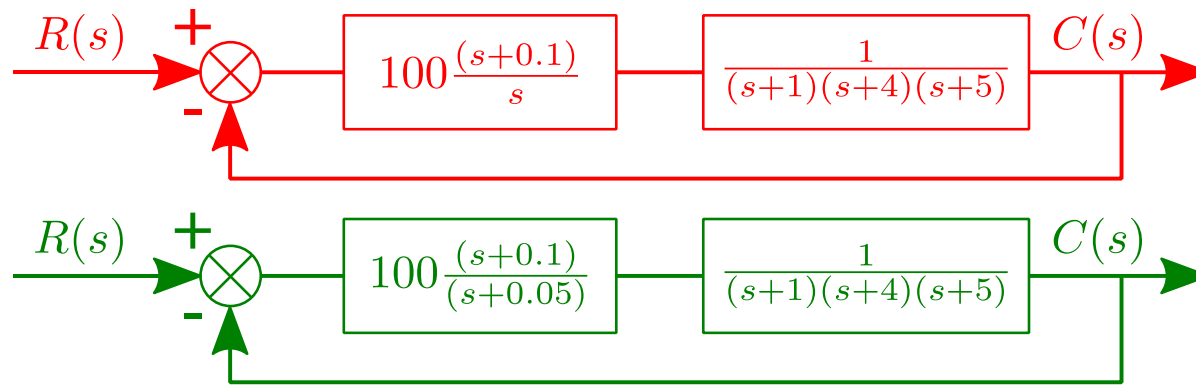 R(s) + - 100 (s+0.1)/s 1/((s+1)(s+4)(s+5)) C(s)
R(s) + - 100 (s+0.1)/(s+0.05) 1/((s+1)(s+4)(s+5)) C(s)